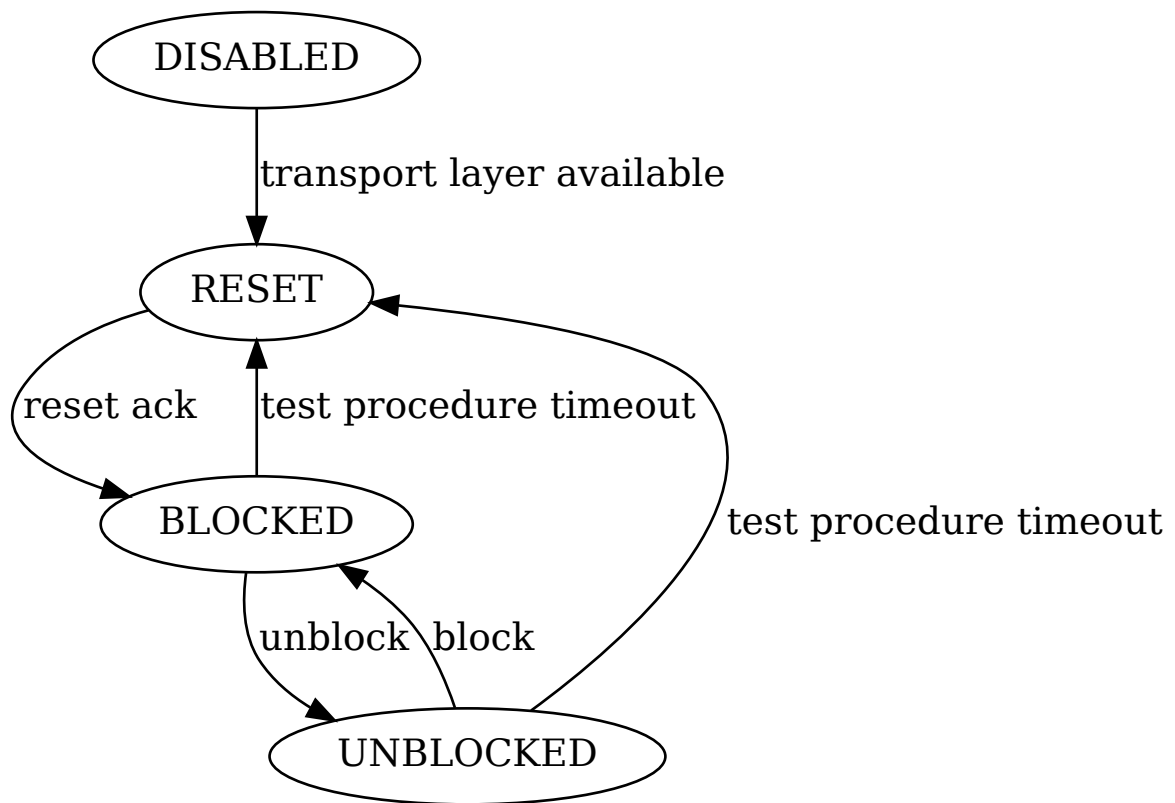 DISABLED
transport layer available
RESET
reset ack
test procedure timeout
BLOCKED
test procedure timeout
unblock
block
UNBLOCKED